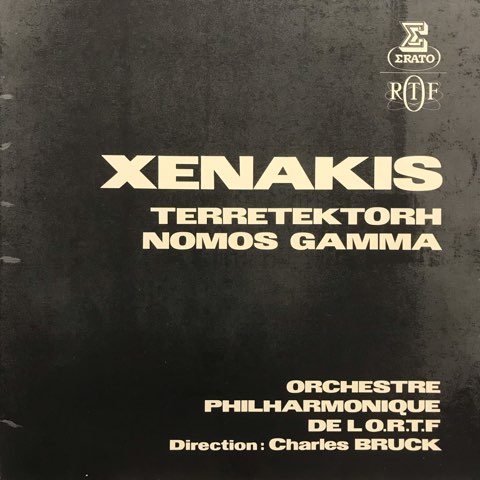 Σ
ΣRATO
RTF
XENAKIS
TERRETEKTORH
NOMOS GAMMA
ORCHESTRE
PHILHARMONIQUE
DE L O.R.T.F
Direction : Charles BRUCK